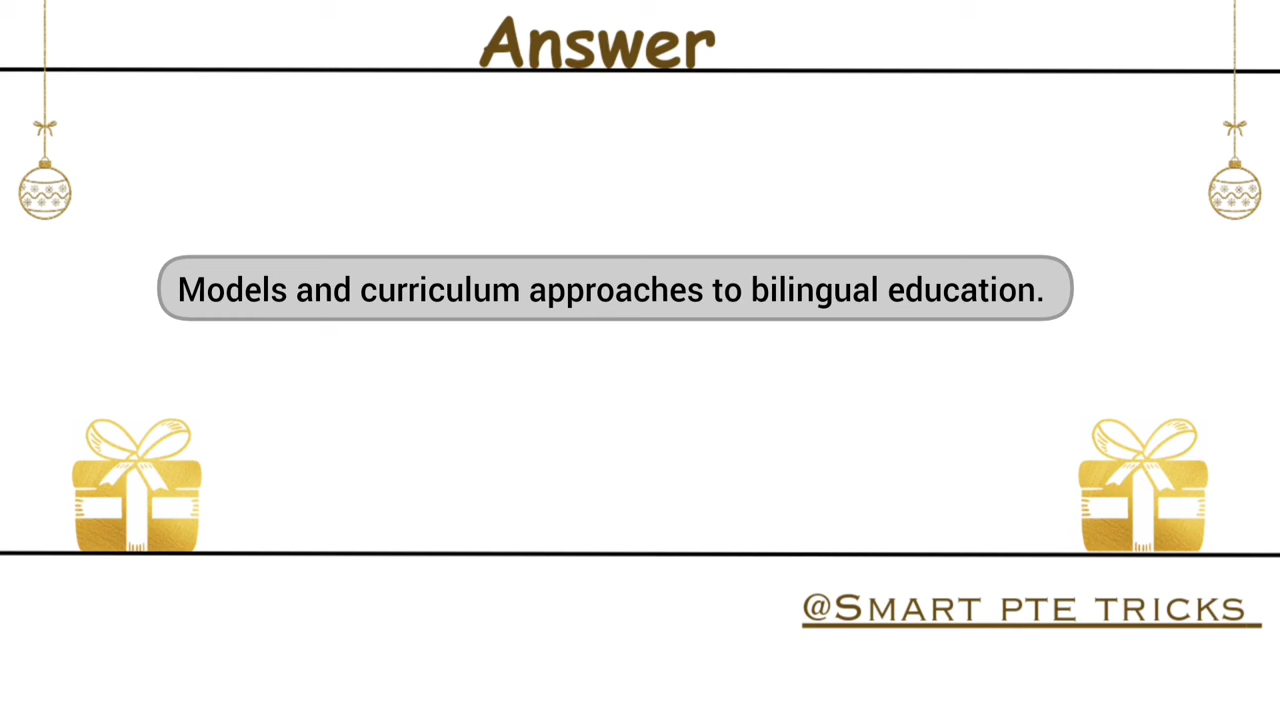 Answer
Models and curriculum approaches to bilingual education.
@SMART PTE TRICKS